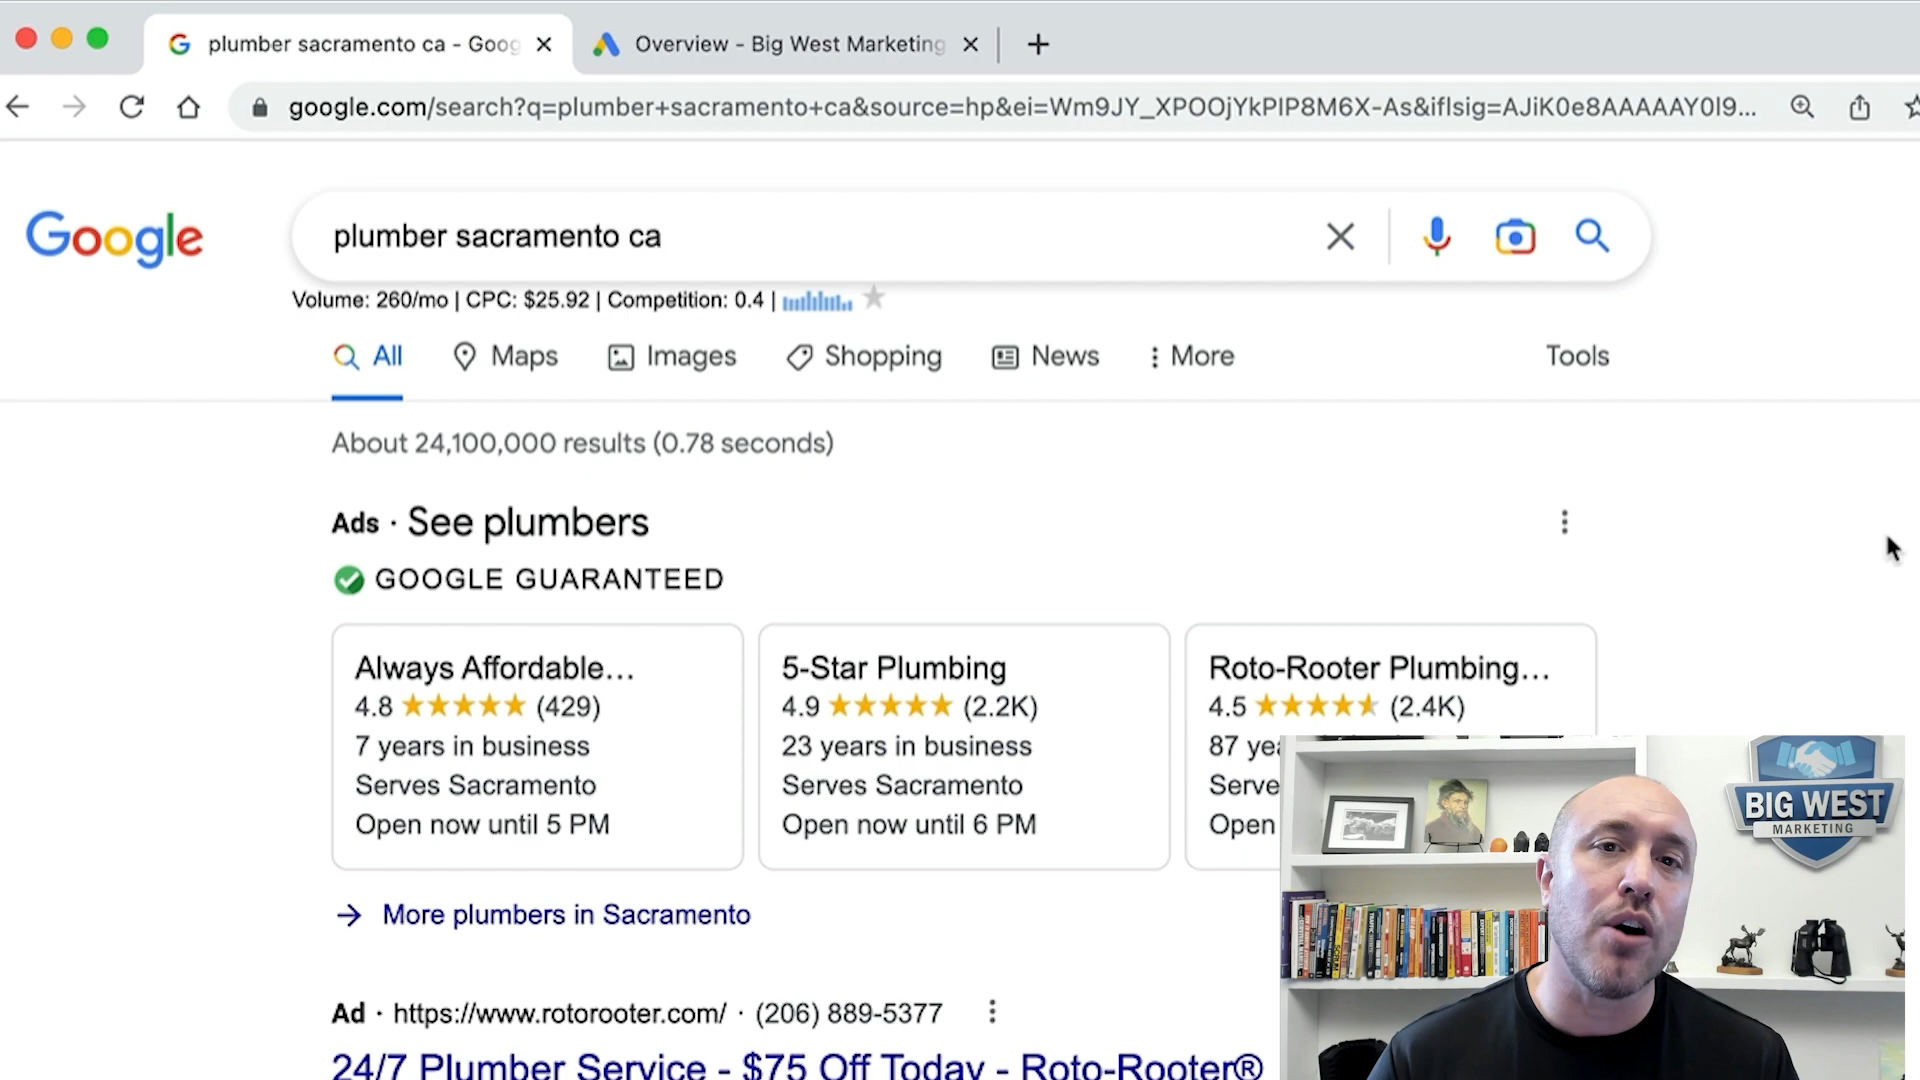 plumber sacramento ca - Goog
Overview - Big West Marketing
google.com/search?q=plumber+sacramento+ca&source=hp&ei=Wm9JY_XPOOjYkPIP8M6X-As&iflsig=AJiK0e8AAAAAY0l9...
Google
plumber sacramento ca
Volume: 260/mo | CPC: $25.92 | Competition: 0.4 |
All Maps Images Shopping News More Tools
About 24,100,000 results (0.78 seconds)
Ads · See plumbers
GOOGLE GUARANTEED
Always Affordable...
4.8 (429)
7 years in business
Serves Sacramento
Open now until 5 PM
5-Star Plumbing
4.9 (2.2K)
23 years in business
Serves Sacramento
Open now until 6 PM
Roto-Rooter Plumbing...
4.5 (2.4K)
87 yea
Serve
Open
BIG WEST
MARKETING
More plumbers in Sacramento
Ad · https://www.rotorooter.com/ · (206) 889-5377
24/7 Plumber Service - $75 Off Today - Roto-Rooter®